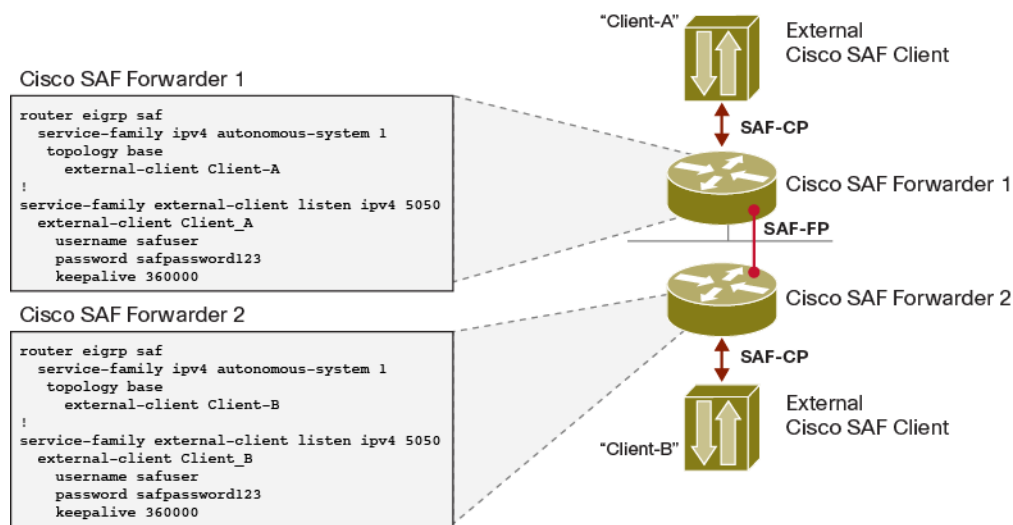 Cisco SAF Forwarder 1
router eigrp saf
service-family ipv4 autonomous-system 1
topology base
external-client Client-A
!
service-family external-client listen ipv4 5050
external-client Client_A
username safuser
password safpassword123
keepalive 360000
Cisco SAF Forwarder 2
router eigrp saf
service-family ipv4 autonomous-system 1
topology base
external-client Client-B
!
service-family external-client listen ipv4 5050
external-client Client_B
username safuser
password safpassword123
keepalive 360000
“Client-A”
External
Cisco SAF Client
SAF-CP
Cisco SAF Forwarder 1
SAF-FP
Cisco SAF Forwarder 2
SAF-CP
External
Cisco SAF Client
“Client-B”